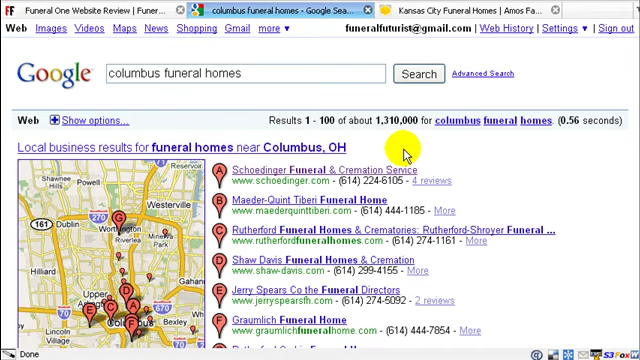 Funeral One Website Review | Funer... columbus funeral homes - Google Sea... Kansas City Funeral Homes | Amos Fa...
Web Images Videos Maps News Shopping Gmail more funeralfuturist@gmail.com | Web History | Settings | Sign out
Google columbus funeral homes Search Advanced Search
Web Show options... Results 1 - 100 of about 1,310,000 for columbus funeral homes. (0.56 seconds)
Local business results for funeral homes near Columbus, OH
A Schoedinger Funeral & Cremation Service
www.schoedinger.com - (614) 224-6105 - 4 reviews
B Maeder-Quint Tiberi Funeral Home
www.maederquinttiberi.com - (614) 444-1185 - More
C Rutherford Funeral Homes & Crematories: Rutherford-Shroyer Funeral ...
www.rutherfordfuneralhomes.com - (614) 274-1161 - More
D Shaw Davis Funeral Homes & Cremation
www.shaw-davis.com - (614) 299-4155 - More
E Jerry Spears Co the Funeral Directors
www.jerryspearsfh.com - (614) 274-5092 - 2 reviews
F Graumlich Funeral Home
www.graumlichfuneralhome.com - (614) 444-7854 - More
270
Westerville
161
G
Worthington
Riverlea
Hilliard
Upper
Arlington
Gahanna
670
D
E C A
F
Columbus
Done S3